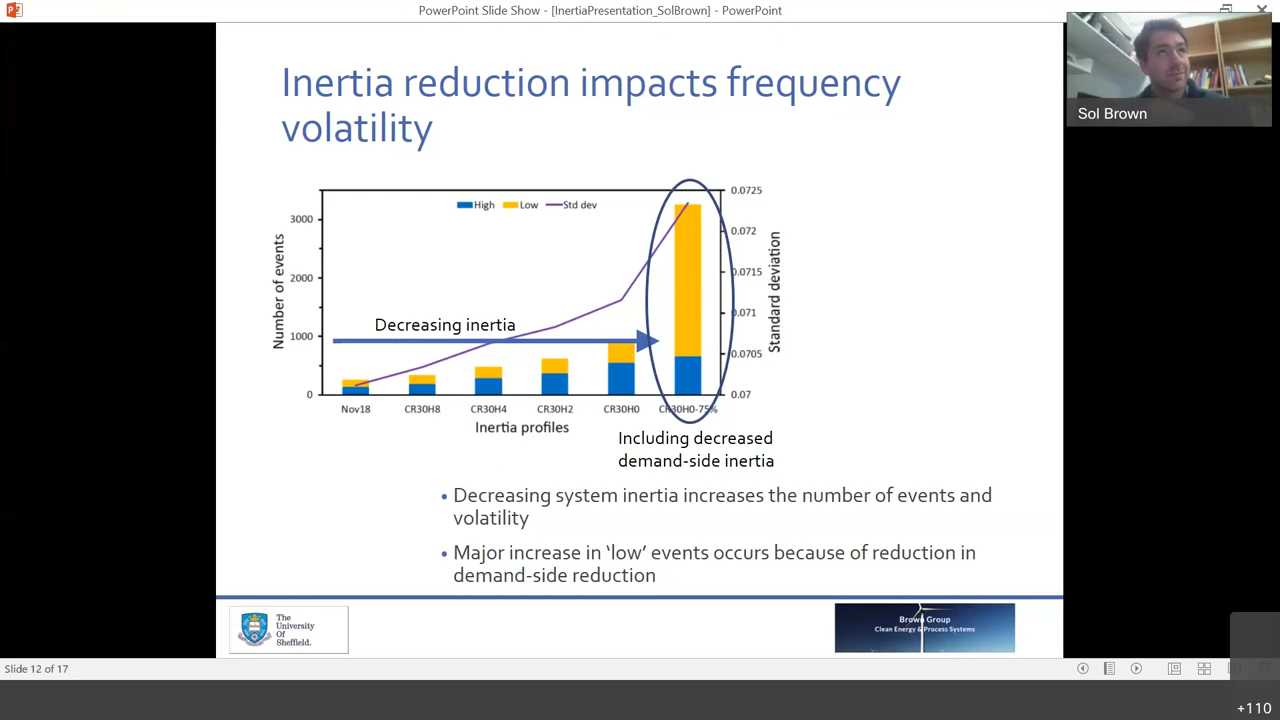 PowerPoint Slide Show - [InertiaPresentation_SolBrown] - PowerPoint
Sol Brown
Inertia reduction impacts frequency
volatility
High Low Std dev
Number of events
3000
2000
1000
0
0.0725
0.072
0.0715
0.071
0.0705
0.07
Standard deviation
Decreasing inertia
Nov18 CR30H8 CR30H4 CR30H2 CR30H0 CR30H0-75%
Inertia profiles
Including decreased
demand-side inertia
• Decreasing system inertia increases the number of events and
volatility
• Major increase in ‘low’ events occurs because of reduction in
demand-side reduction
The
University
Of
Sheffield.
Brown Group
Clean Energy & Process Systems
Slide 12 of 17
+110